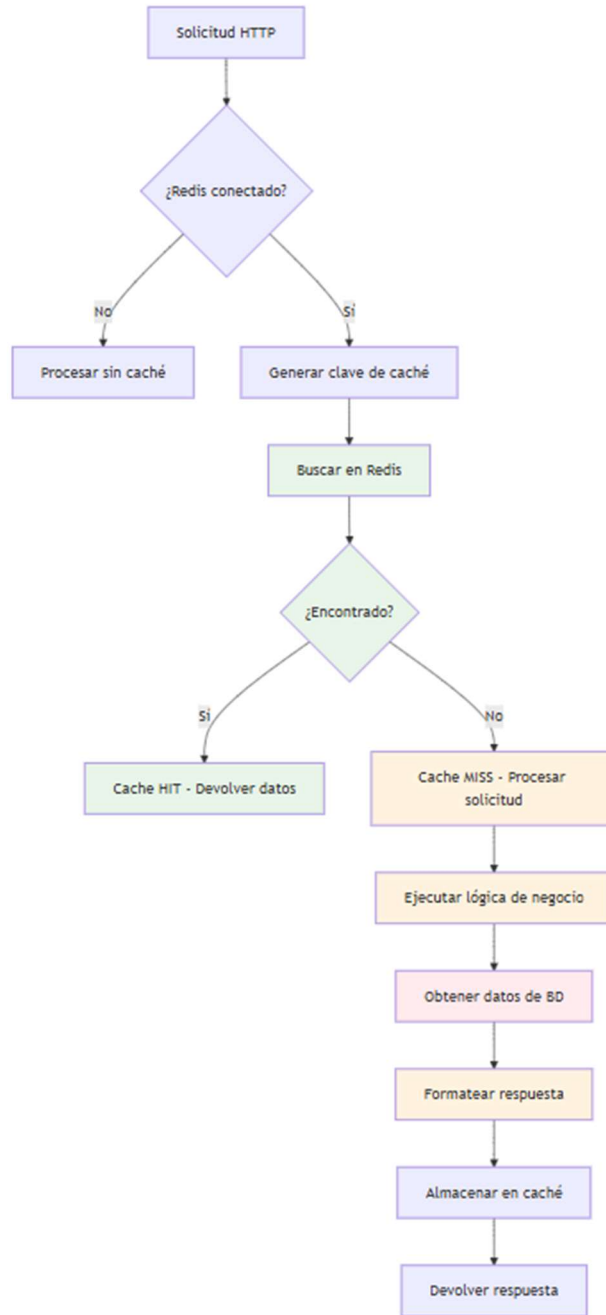 Solicitud HTTP
¿Redis conectado?
No
Sí
Procesar sin caché
Generar clave de caché
Buscar en Redis
¿Encontrado?
Sí
No
Cache HIT - Devolver datos
Cache MISS - Procesar
solicitud
Ejecutar lógica de negocio
Obtener datos de BD
Formatear respuesta
Almacenar en caché
Devolver respuesta